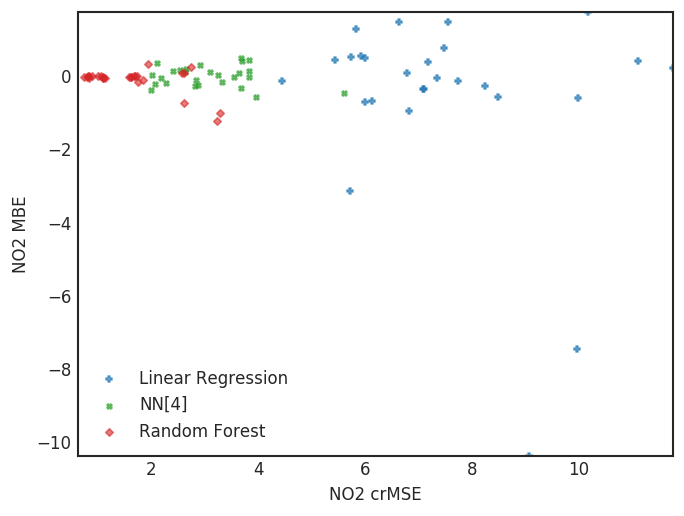 0
−2
−4
−6
−8
−10
NO2 MBE
Linear Regression
NN[4]
Random Forest
2 4 6 8 10
NO2 crMSE